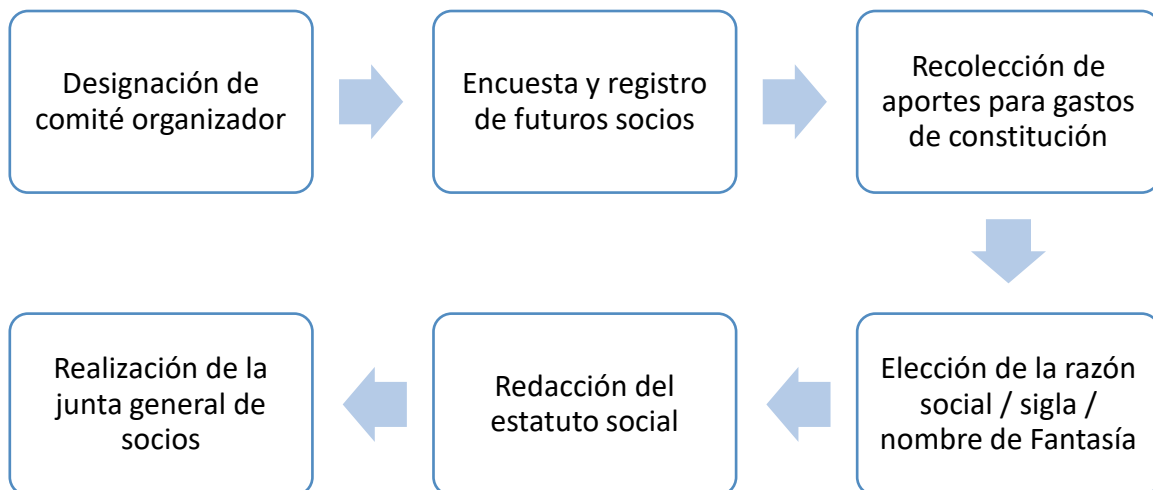 Designación de
comité organizador
Encuesta y registro
de futuros socios
Recolección de
aportes para gastos
de constitución
Elección de la razón
social / sigla /
nombre de Fantasía
Redacción del
estatuto social
Realización de la
junta general de
socios